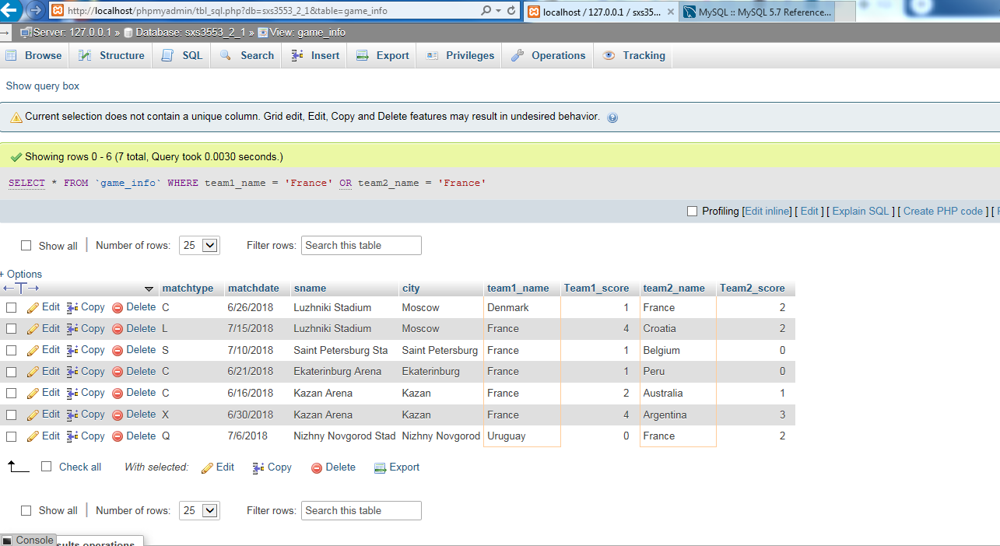 http://localhost/phpmyadmin/tbl_sql.php?db=sxs3553_2_1&table=game_info localhost / 127.0.0.1 / sxs35... MySQL :: MySQL 5.7 Reference...
Server: 127.0.0.1 » Database: sxs3553_2_1 » View: game_info
Browse Structure SQL Search Insert Export Privileges Operations Tracking
Show query box
Current selection does not contain a unique column. Grid edit, Edit, Copy and Delete features may result in undesired behavior.
Showing rows 0 - 6 (7 total, Query took 0.0030 seconds.)
SELECT * FROM `game_info` WHERE team1_name = 'France' OR team2_name = 'France'
Profiling [Edit inline] [ Edit ] [ Explain SQL ] [ Create PHP code ] [
Show all Number of rows: 25 Filter rows: Search this table
+ Options
←T→ matchtype matchdate sname city team1_name Team1_score team2_name Team2_score
Edit Copy Delete C 6/26/2018 Luzhniki Stadium Moscow Denmark 1 France 2
Edit Copy Delete L 7/15/2018 Luzhniki Stadium Moscow France 4 Croatia 2
Edit Copy Delete S 7/10/2018 Saint Petersburg Sta Saint Petersburg France 1 Belgium 0
Edit Copy Delete C 6/21/2018 Ekaterinburg Arena Ekaterinburg France 1 Peru 0
Edit Copy Delete C 6/16/2018 Kazan Arena Kazan France 2 Australia 1
Edit Copy Delete X 6/30/2018 Kazan Arena Kazan France 4 Argentina 3
Edit Copy Delete Q 7/6/2018 Nizhny Novgorod Stad Nizhny Novgorod Uruguay 0 France 2
Check all With selected: Edit Copy Delete Export
Show all Number of rows: 25 Filter rows: Search this table
Console sults operations